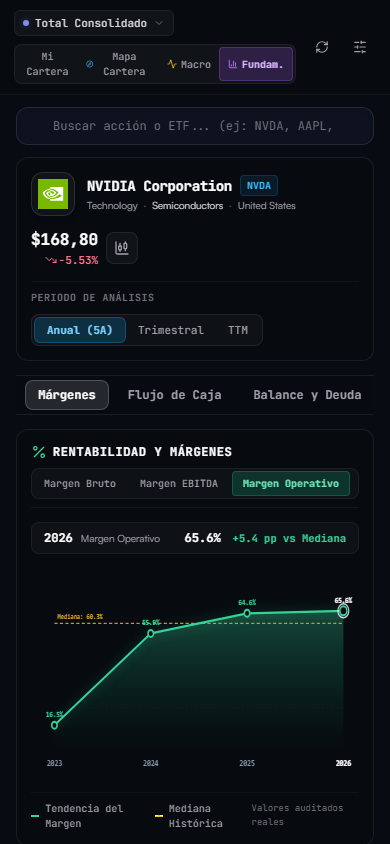 Total Consolidado
Mi Cartera
Mapa Cartera
Macro
Fundam.
Buscar acción o ETF... (ej: NVDA, AAPL,
NVIDIA Corporation NVDA
Technology · Semiconductors · United States
$168,80
-5.53%
PERIODO DE ANÁLISIS
Anual (5A) Trimestral TTM
Márgenes Flujo de Caja Balance y Deuda
RENTABILIDAD Y MÁRGENES
Margen Bruto Margen EBITDA Margen Operativo
2026 Margen Operativo 65.6% +5.4 pp vs Mediana
65.6%
64.6%
Mediana: 60.3%
16.5%
2023 2024 2025 2026
Tendencia del Margen
Mediana Histórica
Valores auditados reales